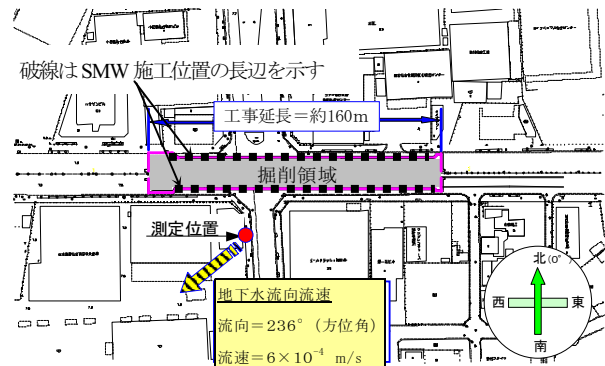 破線はSMW施工位置の長辺を示す
工事延長＝約160m
掘削領域
測定位置
地下水流向流速
流向＝236°（方位角）
流速＝6×10⁻⁴ m/s
北(0°)
西 東
南